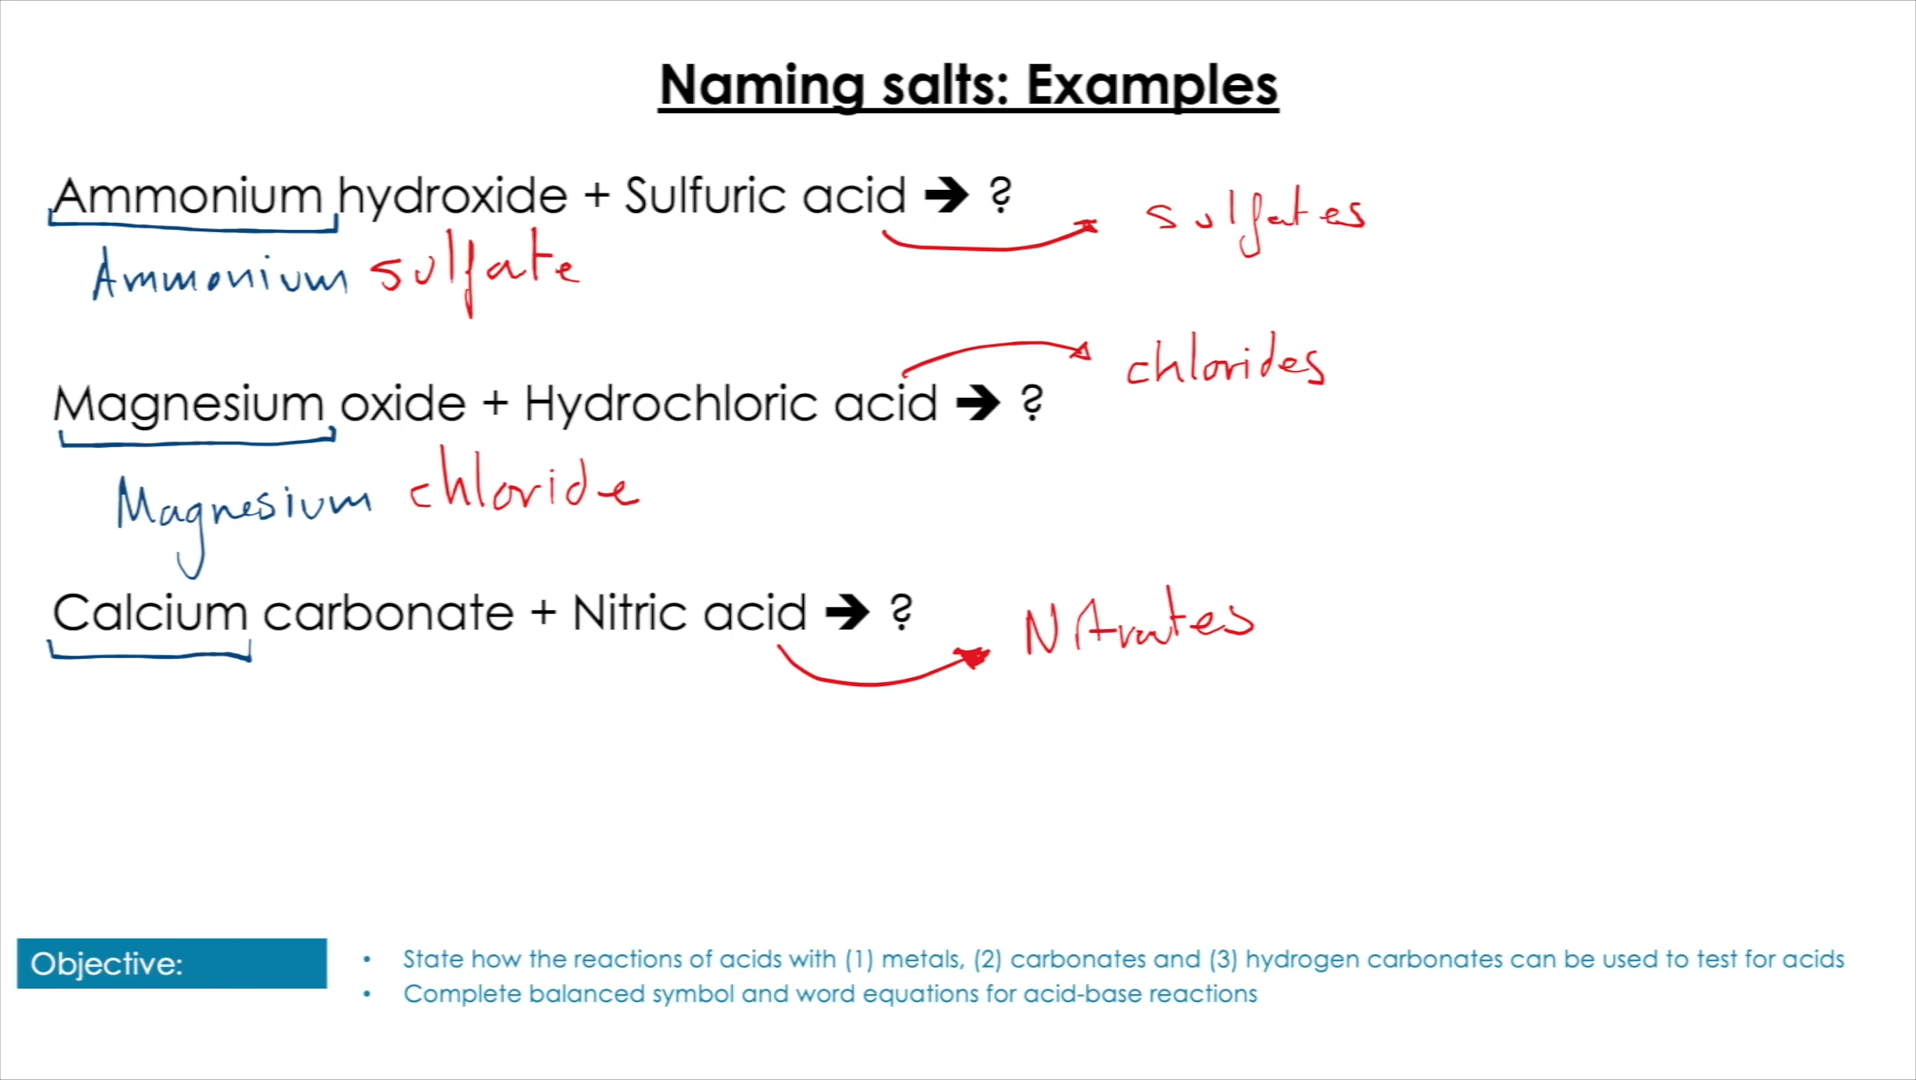 Naming salts: Examples
Ammonium hydroxide + Sulfuric acid ➔ ?
sulfates
Ammonium sulfate
chlorides
Magnesium oxide + Hydrochloric acid ➔ ?
Magnesium chloride
Calcium carbonate + Nitric acid ➔ ?
Nitrates
Objective:
• State how the reactions of acids with (1) metals, (2) carbonates and (3) hydrogen carbonates can be used to test for acids
• Complete balanced symbol and word equations for acid-base reactions